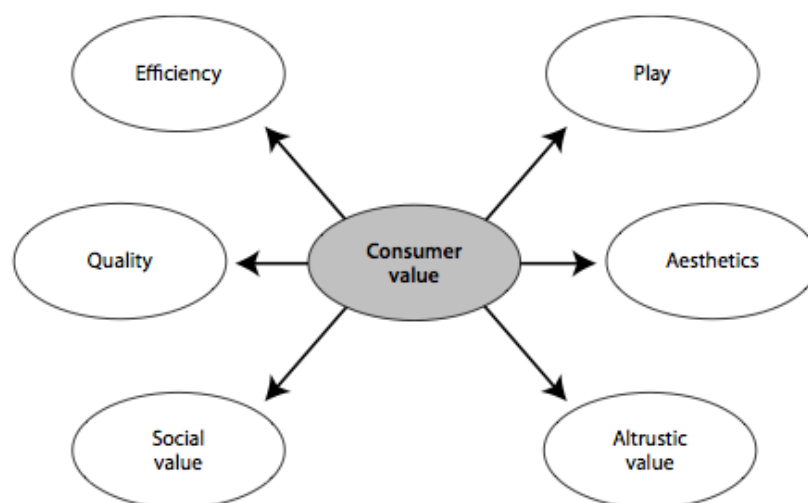 Efficiency
Play
Quality
Consumer
value
Aesthetics
Social
value
Altrustic
value